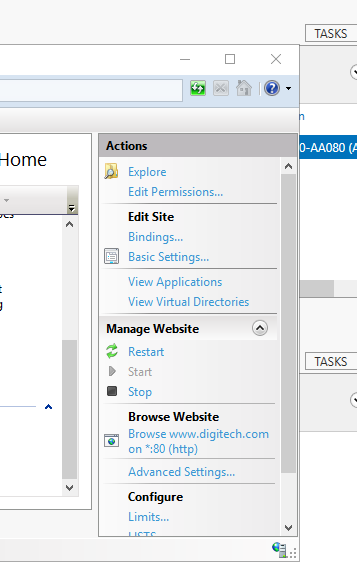 TASKS
Home
Actions
Explore
Edit Permissions...
0-AA080 (A
Edit Site
Bindings...
Basic Settings...
View Applications
View Virtual Directories
Manage Website
Restart
TASKS
Start
Stop
Browse Website
Browse www.digitech.com
on *:80 (http)
Advanced Settings...
Configure
Limits...